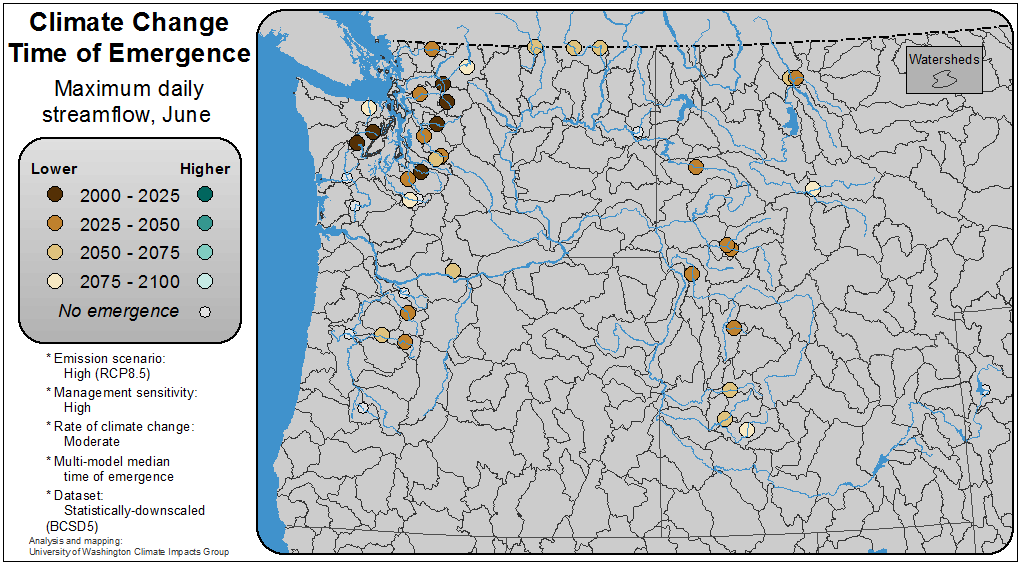 Climate Change
Time of Emergence
Maximum daily
streamflow, June
Lower Higher
2000 - 2025
2025 - 2050
2050 - 2075
2075 - 2100
No emergence
* Emission scenario:
High (RCP8.5)
* Management sensitivity:
High
* Rate of climate change:
Moderate
* Multi-model median
time of emergence
* Dataset:
Statistically-downscaled
(BCSD5)
Analysis and mapping:
University of Washington Climate Impacts Group
Watersheds